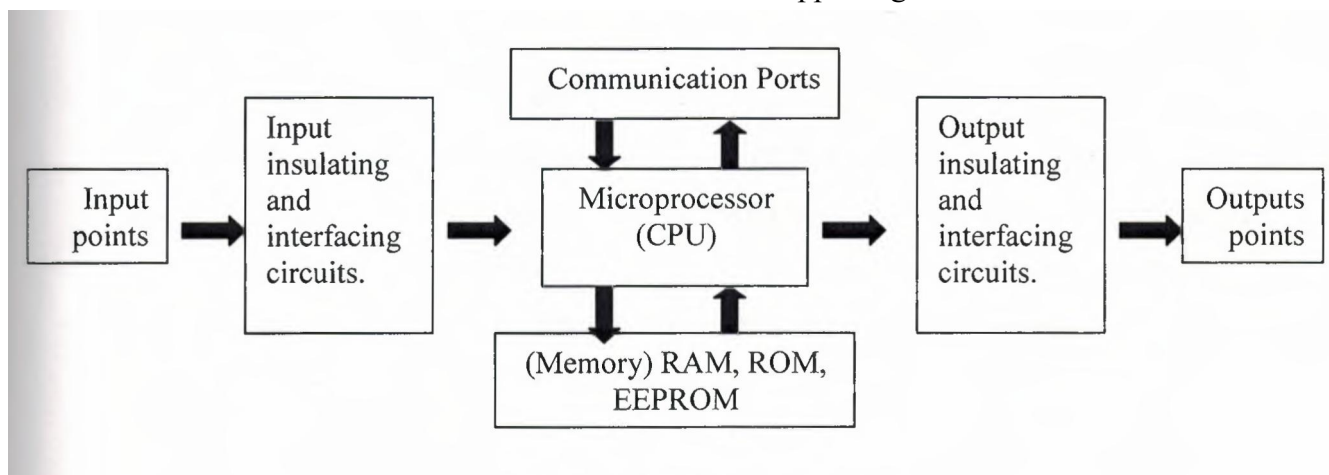 Communication Ports
Input
insulating
and
interfacing
circuits.
Output
insulating
and
interfacing
circuits.
Input
points
Microprocessor
(CPU)
Outputs
points
(Memory) RAM, ROM,
EEPROM